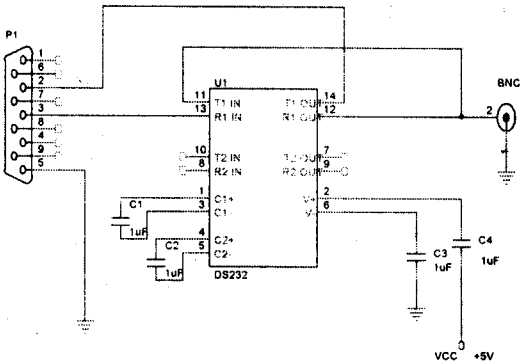 P1
1
6
2
7
3
8
4
9
5
U1
11 T1 IN T1 OUT 14
13 R1 IN R1 OUT 12
10 T2 IN T2 OUT 7
8 R2 IN R2 OUT 9
1 C1+ V+ 2
3 C1- V- 6
4 C2+
5 C2-
DS232
C1
1uF
C2
1uF
C3
1uF
C4
1uF
BNC
2
VCC +5V